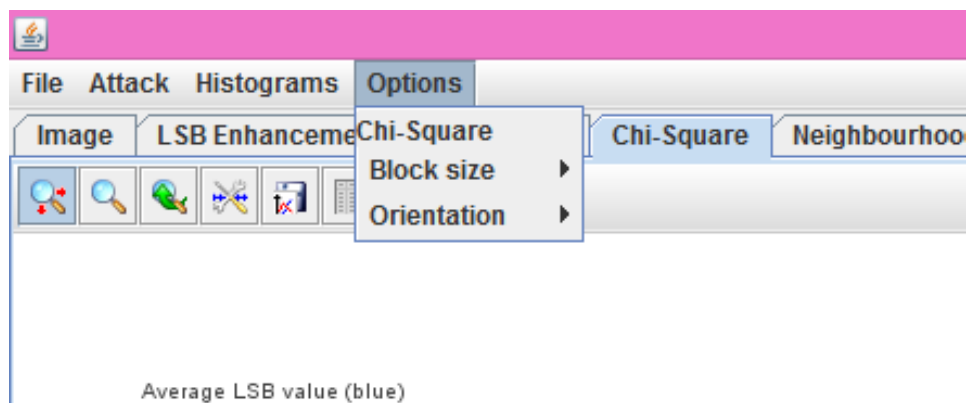 File Attack Histograms Options
Image LSB Enhanceme Chi-Square Neighbourhoo
Chi-Square
Block size
Orientation
Average LSB value (blue)